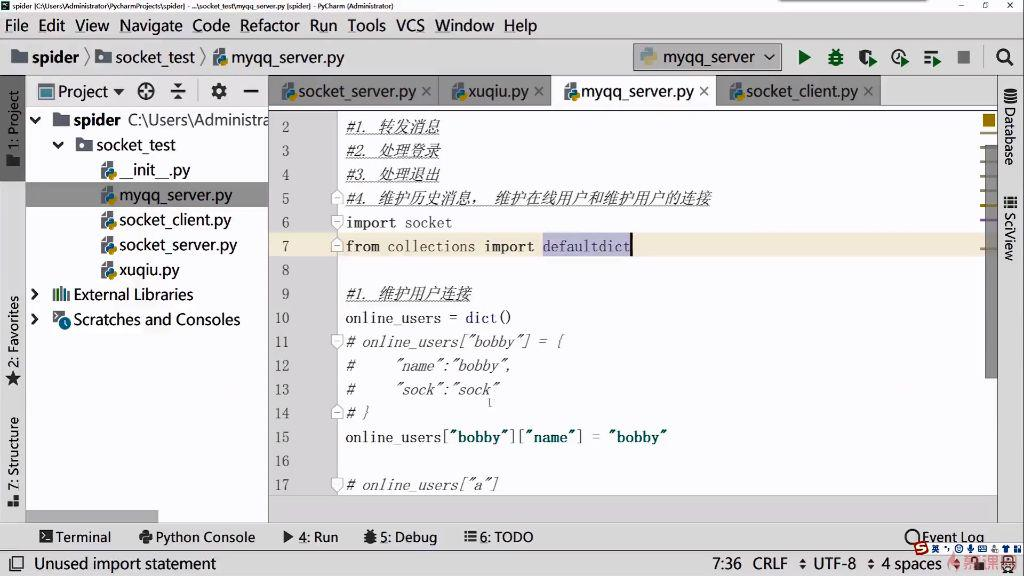 spider [C:\Users\Administrator\PycharmProjects\spider] - ...\socket_test\myqq_server.py [spider] - PyCharm (Administrator)
File Edit View Navigate Code Refactor Run Tools VCS Window Help
spider socket_test myqq_server.py myqq_server
Project socket_server.py xuqiu.py myqq_server.py socket_client.py
1: Project
spider C:\Users\Administra
socket_test
__init__.py
myqq_server.py
socket_client.py
socket_server.py
xuqiu.py
External Libraries
Scratches and Consoles
2: Favorites
7: Structure
2 #1. 转发消息
3 #2. 处理登录
4 #3. 处理退出
5 #4. 维护历史消息, 维护在线用户和维护用户的连接
6 import socket
7 from collections import defaultdict
8
9 #1. 维护用户连接
10 online_users = dict()
11 # online_users["bobby"] = {
12 #     "name":"bobby",
13 #     "sock":"sock"
14 # }
15 online_users["bobby"]["name"] = "bobby"
16
17 # online_users["a"]
Database
SciView
Terminal Python Console 4: Run 5: Debug 6: TODO Event Log
Unused import statement 7:36 CRLF UTF-8 4 spaces
英